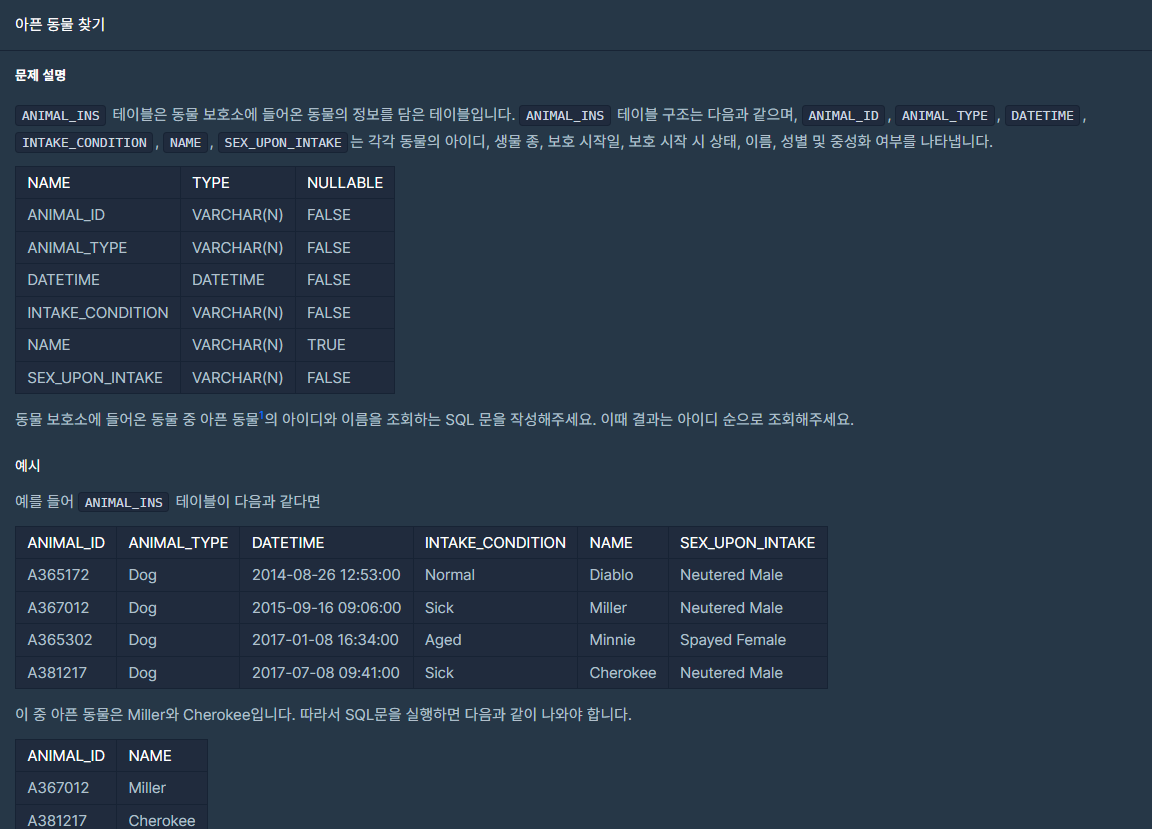 아픈 동물 찾기
문제 설명
ANIMAL_INS 테이블은 동물 보호소에 들어온 동물의 정보를 담은 테이블입니다. ANIMAL_INS 테이블 구조는 다음과 같으며, ANIMAL_ID, ANIMAL_TYPE, DATETIME,
INTAKE_CONDITION, NAME, SEX_UPON_INTAKE는 각각 동물의 아이디, 생물 종, 보호 시작일, 보호 시작 시 상태, 이름, 성별 및 중성화 여부를 나타냅니다.
NAME TYPE NULLABLE
ANIMAL_ID VARCHAR(N) FALSE
ANIMAL_TYPE VARCHAR(N) FALSE
DATETIME DATETIME FALSE
INTAKE_CONDITION VARCHAR(N) FALSE
NAME VARCHAR(N) TRUE
SEX_UPON_INTAKE VARCHAR(N) FALSE
동물 보호소에 들어온 동물 중 아픈 동물1의 아이디와 이름을 조회하는 SQL 문을 작성해주세요. 이때 결과는 아이디 순으로 조회해주세요.
예시
예를 들어 ANIMAL_INS 테이블이 다음과 같다면
ANIMAL_ID ANIMAL_TYPE DATETIME INTAKE_CONDITION NAME SEX_UPON_INTAKE
A365172 Dog 2014-08-26 12:53:00 Normal Diablo Neutered Male
A367012 Dog 2015-09-16 09:06:00 Sick Miller Neutered Male
A365302 Dog 2017-01-08 16:34:00 Aged Minnie Spayed Female
A381217 Dog 2017-07-08 09:41:00 Sick Cherokee Neutered Male
이 중 아픈 동물은 Miller와 Cherokee입니다. 따라서 SQL문을 실행하면 다음과 같이 나와야 합니다.
ANIMAL_ID NAME
A367012 Miller
A381217 Cherokee